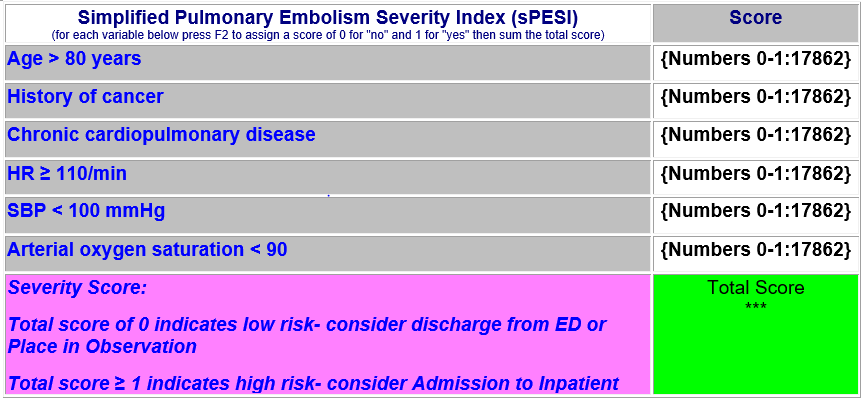 Simplified Pulmonary Embolism Severity Index (sPESI)
Score
(for each variable below press F2 to assign a score of 0 for "no" and 1 for "yes" then sum the total score)
Age > 80 years
{Numbers 0-1:17862}
History of cancer
{Numbers 0-1:17862}
Chronic cardiopulmonary disease
{Numbers 0-1:17862}
HR ≥ 110/min
{Numbers 0-1:17862}
SBP < 100 mmHg
{Numbers 0-1:17862}
Arterial oxygen saturation < 90
{Numbers 0-1:17862}
Severity Score:
Total score of 0 indicates low risk- consider discharge from ED or
Place in Observation
Total score ≥ 1 indicates high risk- consider Admission to Inpatient
Total Score
***